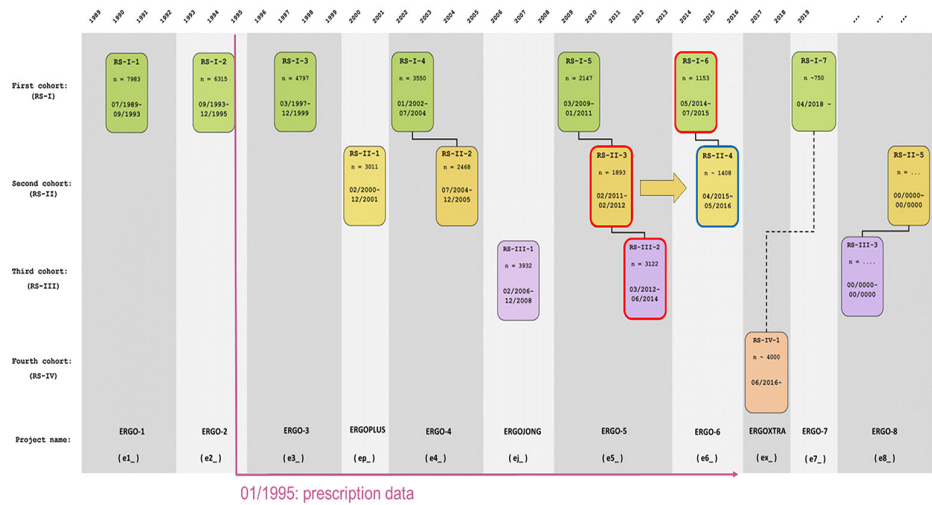 1989 1990 1991 1992 1993 1994 1995 1996 1997 1998 1999 2000 2001 2002 2003 2004 2005 2006 2007 2008 2009 2010 2011 2012 2013 2014 2015 2016 2017 2018 2019 ... ... ...
First cohort:
(RS-I)
RS-I-1
n = 7983
07/1989-
09/1993
RS-I-2
n = 6315
09/1993-
12/1995
RS-I-3
n = 4797
03/1997-
12/1999
RS-I-4
n = 3550
01/2002-
07/2004
RS-I-5
n = 2147
03/2009-
01/2011
RS-I-6
n = 1153
05/2014-
07/2015
RS-I-7
n ~750
04/2018 -
Second cohort:
(RS-II)
RS-II-1
n = 3011
02/2000-
12/2001
RS-II-2
n = 2468
07/2004-
12/2005
RS-II-3
n = 1893
02/2011-
02/2012
RS-II-4
n ~ 1408
04/2015-
05/2016
RS-II-5
n = ...
00/0000-
00/0000
Third cohort:
(RS-III)
RS-III-1
n = 3932
02/2006-
12/2008
RS-III-2
n = 3122
03/2012-
06/2014
RS-III-3
n = ....
00/0000-
00/0000
Fourth cohort:
(RS-IV)
RS-IV-1
n ~ 4000
06/2016-
Project name:
ERGO-1
(e1_)
ERGO-2
(e2_)
ERGO-3
(e3_)
ERGOPLUS
(ep_)
ERGO-4
(e4_)
ERGOJONG
(ej_)
ERGO-5
(e5_)
ERGO-6
(e6_)
ERGOXTRA
(ex_)
ERGO-7
(e7_)
ERGO-8
(e8_)
01/1995: prescription data